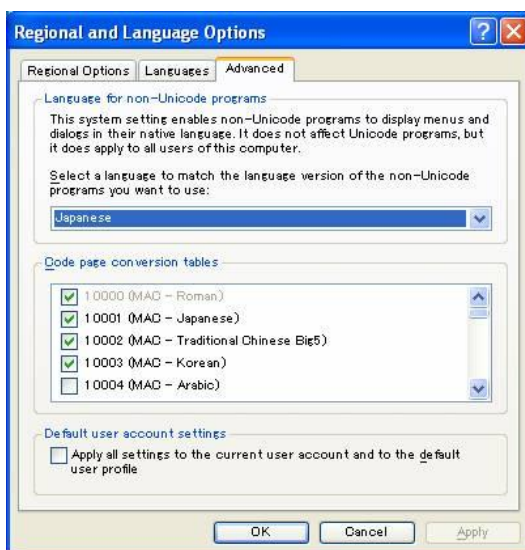 Regional and Language Options
Regional Options Languages Advanced
Language for non-Unicode programs
This system setting enables non-Unicode programs to display menus and
dialogs in their native language. It does not affect Unicode programs, but
it does apply to all users of this computer.
Select a language to match the language version of the non-Unicode
programs you want to use:
Japanese
Code page conversion tables
10000 (MAC - Roman)
10001 (MAC - Japanese)
10002 (MAC - Traditional Chinese Big5)
10003 (MAC - Korean)
10004 (MAC - Arabic)
Default user account settings
Apply all settings to the current user account and to the default
user profile
OK Cancel Apply